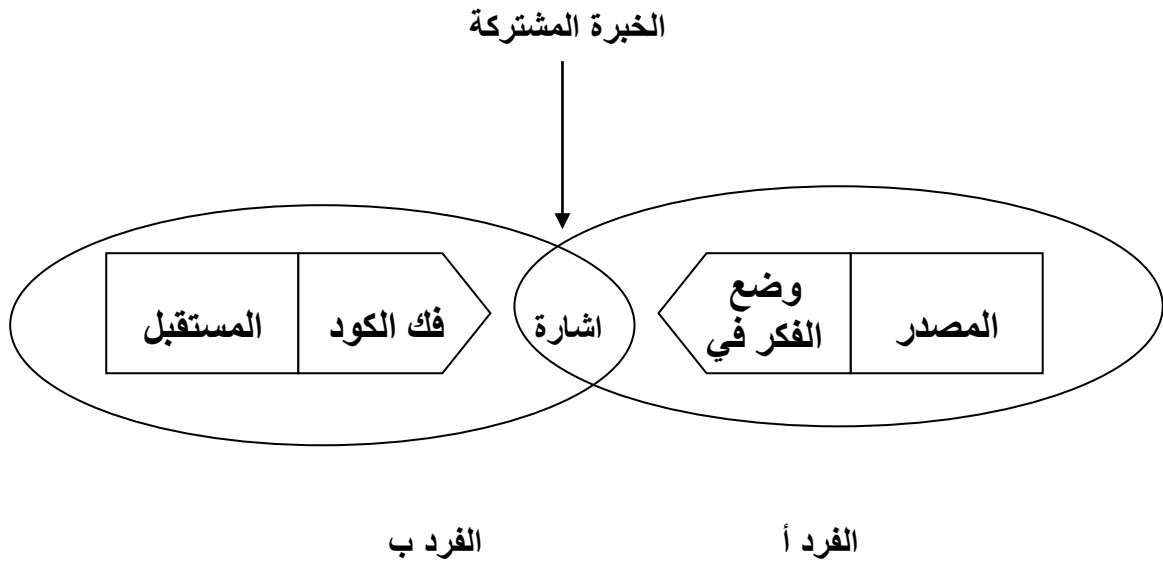 الخبرة المشتركة
المصدر
وضع
الفكر في
اشارة
فك الكود
المستقبل
الفرد أ
الفرد ب